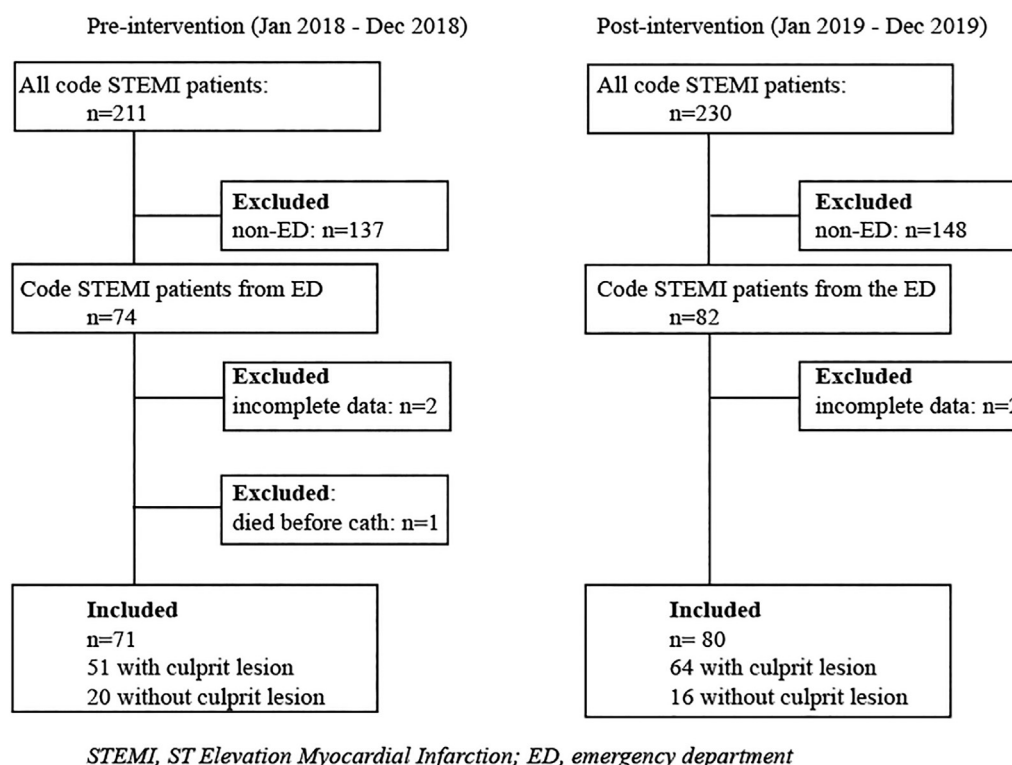 Pre-intervention (Jan 2018 - Dec 2018)
All code STEMI patients:
n=211
Excluded
non-ED: n=137
Code STEMI patients from ED
n=74
Excluded
incomplete data: n=2
Excluded:
died before cath: n=1
Included
n=71
51 with culprit lesion
20 without culprit lesion
Post-intervention (Jan 2019 - Dec 2019)
All code STEMI patients:
n=230
Excluded
non-ED: n=148
Code STEMI patients from the ED
n=82
Excluded
incomplete data: n=2
Included
n= 80
64 with culprit lesion
16 without culprit lesion
STEMI, ST Elevation Myocardial Infarction; ED, emergency department